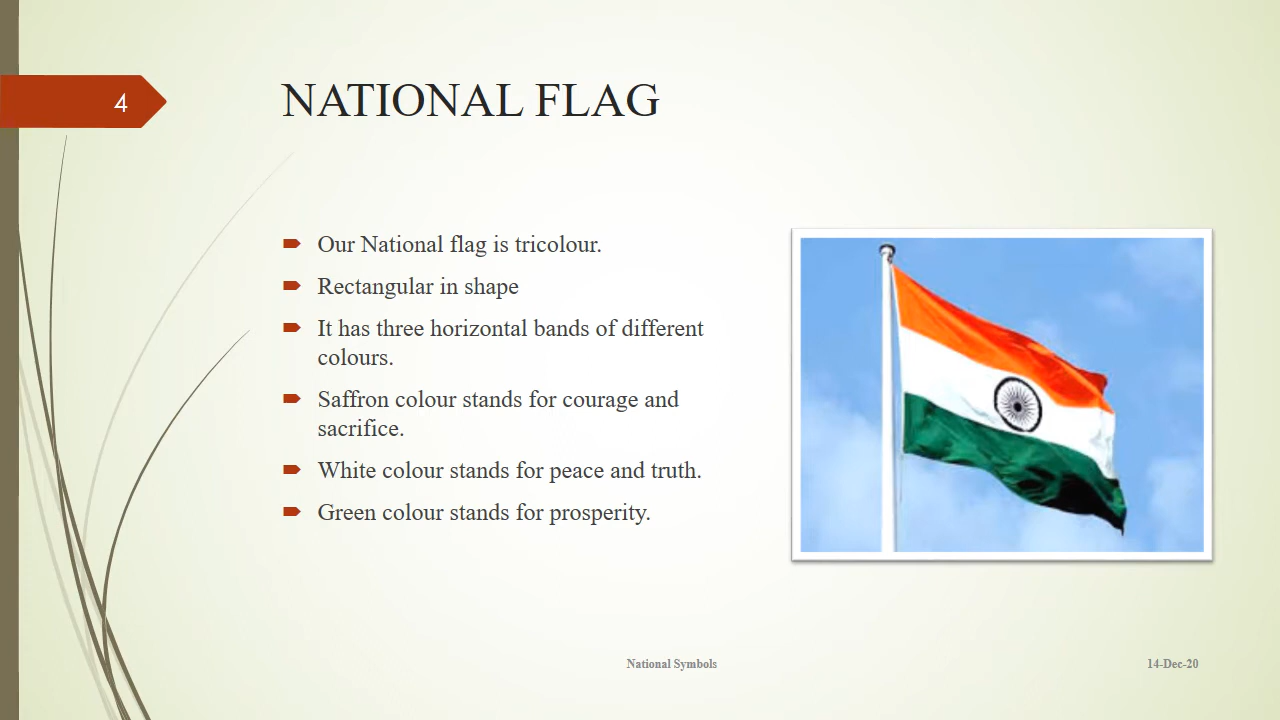 4
NATIONAL FLAG
Our National flag is tricolour.
Rectangular in shape
It has three horizontal bands of different
colours.
Saffron colour stands for courage and
sacrifice.
White colour stands for peace and truth.
Green colour stands for prosperity.
National Symbols
14-Dec-20